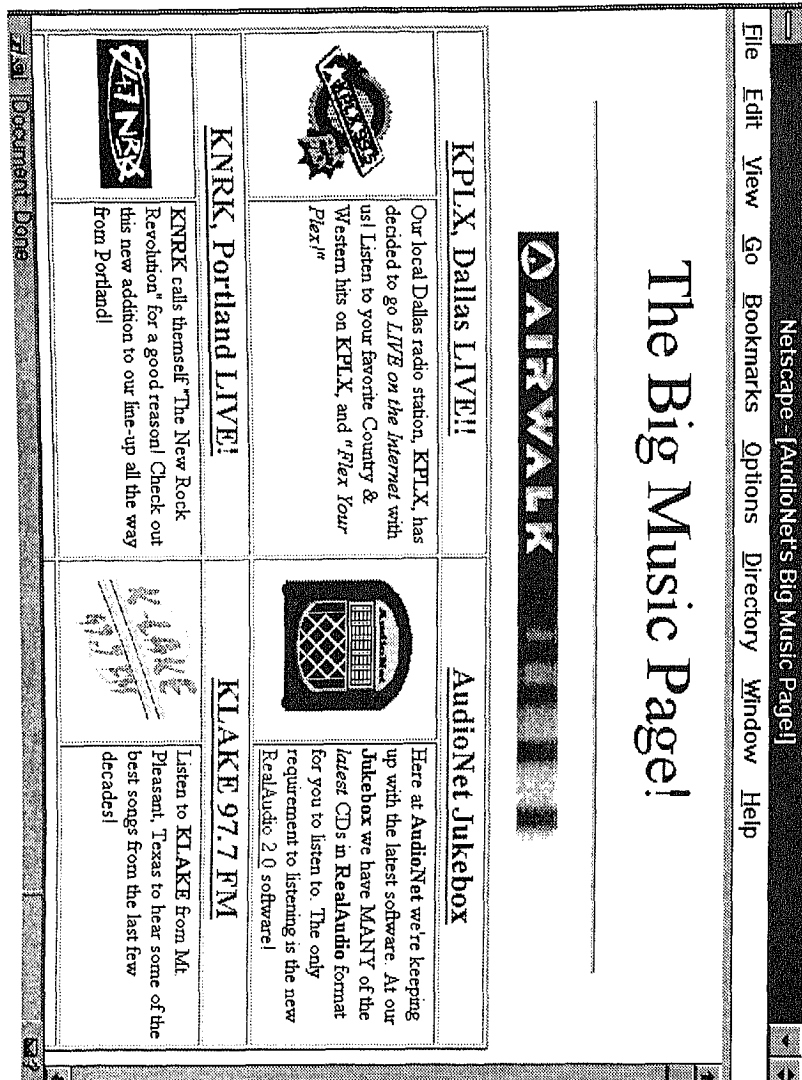 Netscape - [AudioNet's Big Music Page!]
File Edit View Go Bookmarks Options Directory Window Help
The Big Music Page!
AIRWALK
KPLX, Dallas LIVE!!
KPLX 99.5
Our local Dallas radio station, KPLX, has
decided to go LIVE on the Internet with
us! Listen to your favorite Country &
Western hits on KPLX, and "Flex Your
Plex!"
AudioNet Jukebox
AudioNet
Here at AudioNet we're keeping
up with the latest software. At our
Jukebox we have MANY of the
latest CDs in RealAudio format
for you to listen to. The only
requirement to listening is the new
RealAudio 2.0 software!
KNRK, Portland LIVE!
947 NRK
KNRK calls themself "The New Rock
Revolution" for a good reason! Check out
this new addition to our line-up all the way
from Portland!
KLAKE 97.7 FM
K-LAKE
97.7 FM
Listen to KLAKE from Mt.
Pleasant, Texas to hear some of the
best songs from the last few
decades!
Document: Done